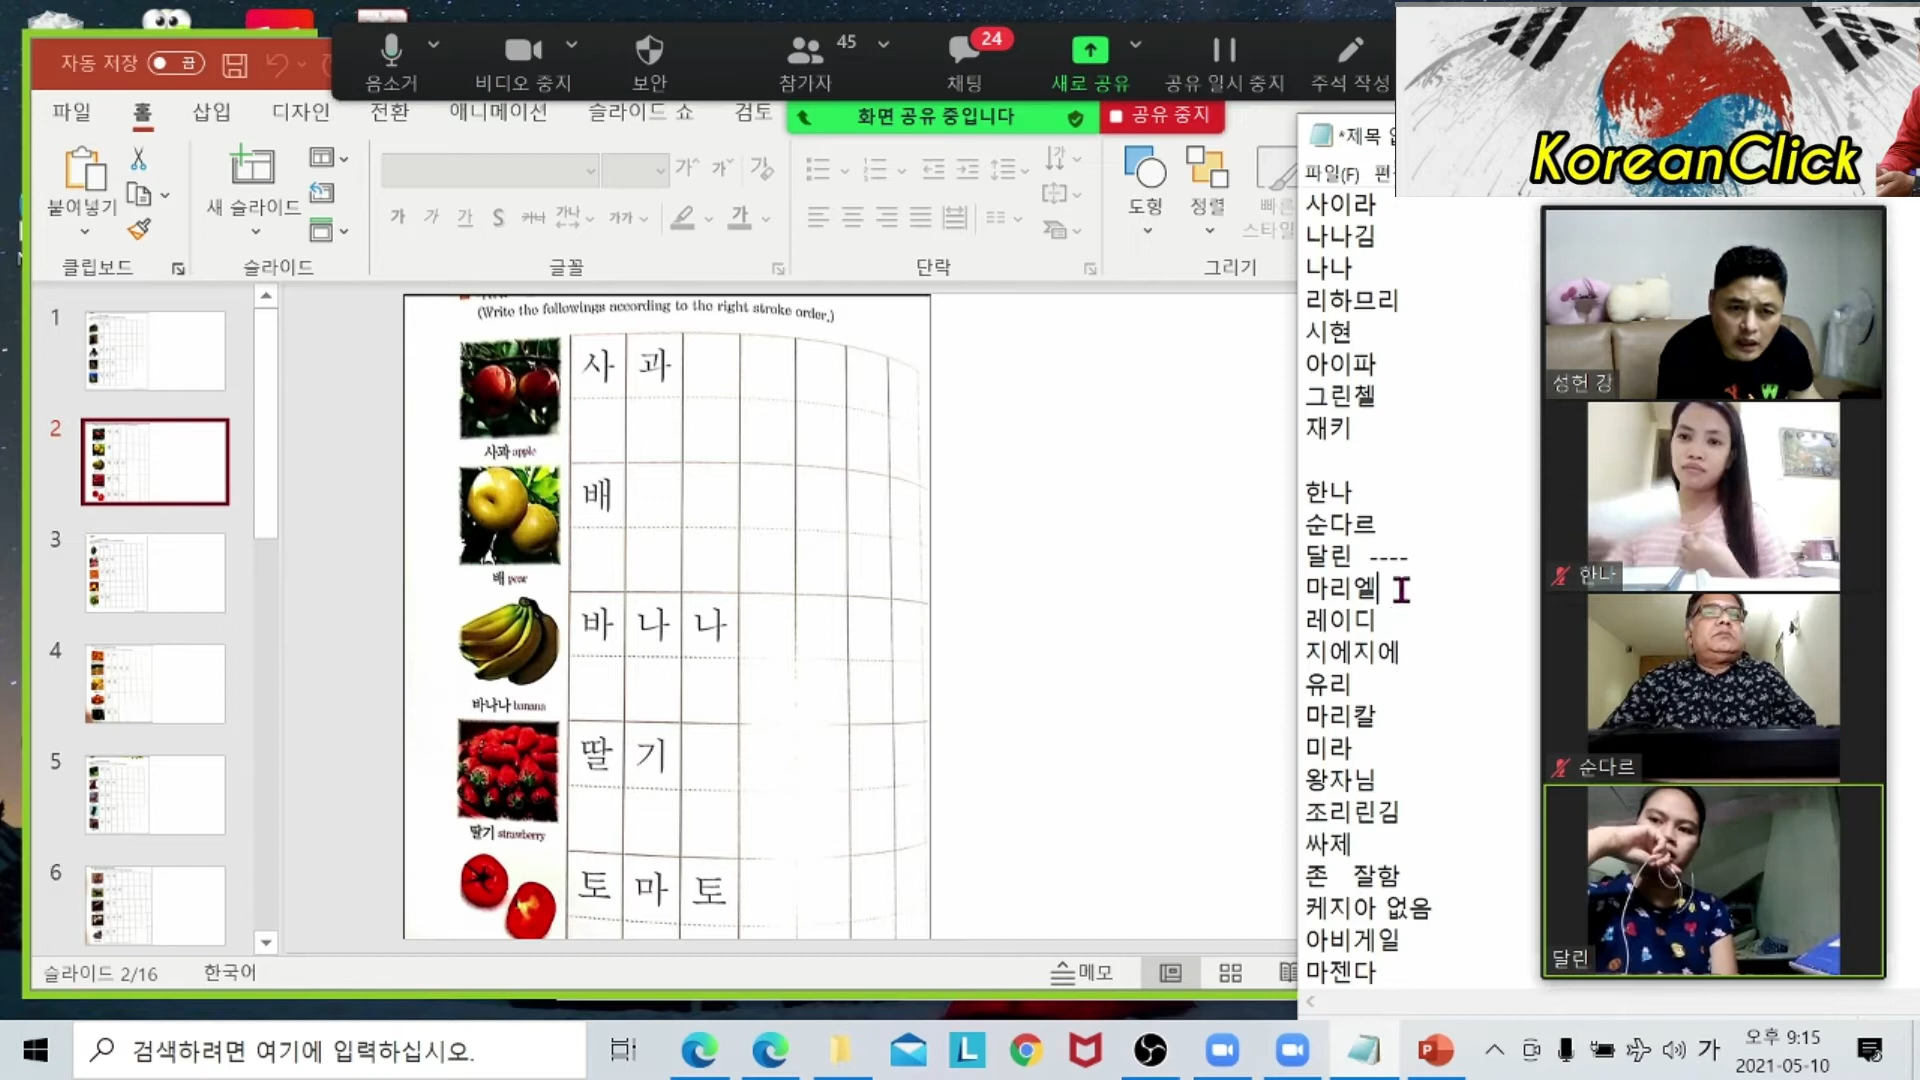 자동 저장 끔
음소거
비디오 중지
보안
45
참가자
24
채팅
새로 공유
공유 일시 중지
주석 작성
화면 공유 중입니다
공유 중지
파일
홈
삽입
디자인
전환
애니메이션
슬라이드 쇼
검토
붙여넣기
클립보드
새 슬라이드
슬라이드
가 가 가 S 가나 가가 가
글꼴
단락
도형
정렬
그리기
KoreanClick
*제목
파일(F)
사이라
나나김
나나
리하므리
시현
아이파
그린첼
재키
한나
순다르
달린 ----
마리엘
레이디
지에지에
유리
마리칼
미라
왕자님
조리린김
싸제
존 잘함
케지아 없음
아비게일
마젠다
성헌 강
한나
순다르
달린
1
2
3
4
5
6
(Write the followings according to the right stroke order.)
사 과
사과 apple
배
배 pear
바 나 나
바나나 banana
딸 기
딸기 strawberry
토 마 토
슬라이드 2/16
한국어
메모
검색하려면 여기에 입력하십시오.
가
오후 9:15
2021-05-10